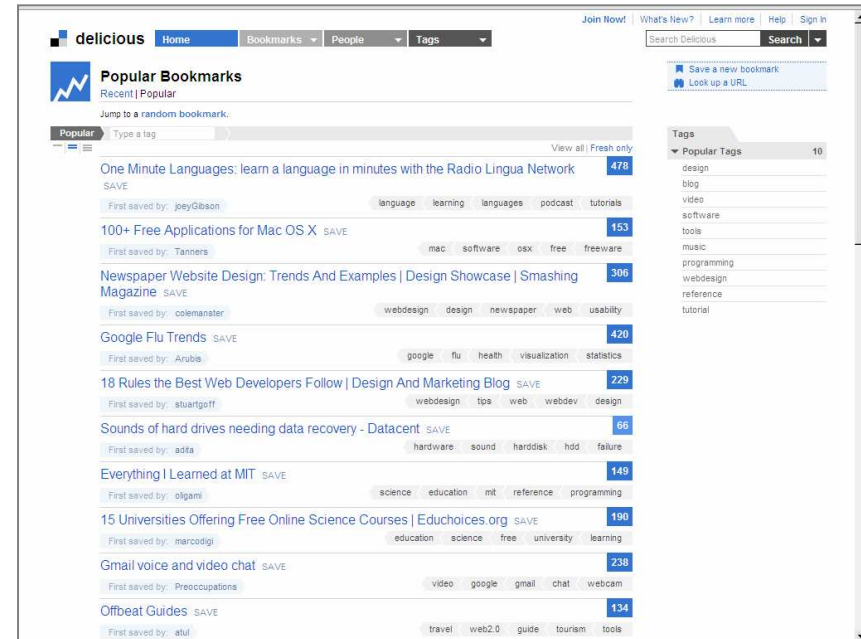 Join Now! What's New? Learn more Help Sign In
delicious Home Bookmarks People Tags Search Delicious Search
Popular Bookmarks
Recent | Popular
Save a new bookmark
Look up a URL
Jump to a random bookmark.
Popular Type a tag
View all | Fresh only
One Minute Languages: learn a language in minutes with the Radio Lingua Network 478
SAVE
First saved by: joeyGibson language learning languages podcast tutorials
100+ Free Applications for Mac OS X SAVE 153
First saved by: Tanners mac software osx free freeware
Newspaper Website Design: Trends And Examples | Design Showcase | Smashing 306
Magazine SAVE
First saved by: colemanster webdesign design newspaper web usability
Google Flu Trends SAVE 420
First saved by: Arubis google flu health visualization statistics
18 Rules the Best Web Developers Follow | Design And Marketing Blog SAVE 229
First saved by: stuartgoff webdesign tips web webdev design
Sounds of hard drives needing data recovery - Datacent SAVE 66
First saved by: adita hardware sound harddisk hdd failure
Everything I Learned at MIT SAVE 149
First saved by: oligami science education mit reference programming
15 Universities Offering Free Online Science Courses | Educhoices.org SAVE 190
First saved by: marcodigi education science free university learning
Gmail voice and video chat SAVE 238
First saved by: Preoccupations video google gmail chat webcam
Offbeat Guides SAVE 134
First saved by: atul travel web2.0 guide tourism tools
Tags
Popular Tags 10
design
blog
video
software
tools
music
programming
webdesign
reference
tutorial